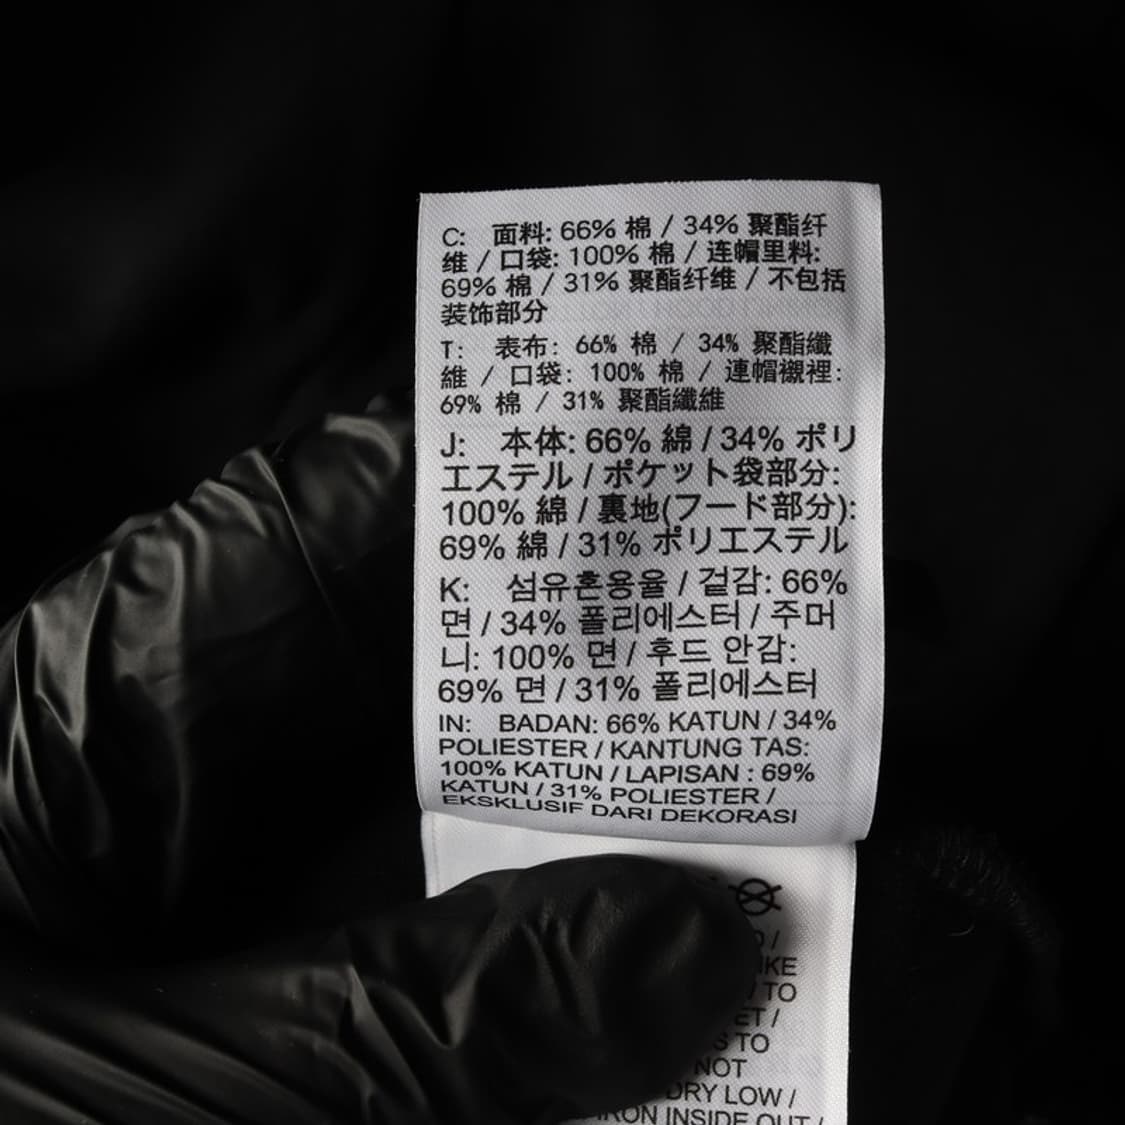 C: 面料: 66% 棉 / 34% 聚酯纤
维 / 口袋: 100% 棉 / 连帽里料:
69% 棉 / 31% 聚酯纤维 / 不包括
装饰部分
T: 表布: 66% 棉 / 34% 聚酯纖
維 / 口袋: 100% 棉 / 連帽襯裡:
69% 棉 / 31% 聚酯纖維
J: 本体: 66% 綿 / 34% ポリ
エステル / ポケット袋部分:
100% 綿 / 裏地(フード部分):
69% 綿 / 31% ポリエステル
K: 섬유혼용율 / 겉감: 66%
면 / 34% 폴리에스터 / 주머
니: 100% 면 / 후드 안감:
69% 면 / 31% 폴리에스터
IN: BADAN: 66% KATUN / 34%
POLIESTER / KANTUNG TAS:
100% KATUN / LAPISAN : 69%
KATUN / 31% POLIESTER /
EKSKLUSIF DARI DEKORASI
/
/ TO
/
TO
NOT
DRY LOW /
IRON INSIDE OUT /